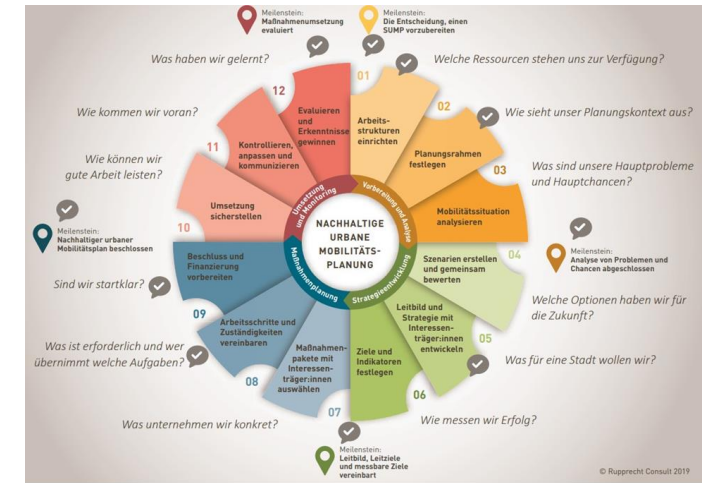 Meilenstein:
Maßnahmenumsetzung
evaluiert
Meilenstein:
Die Entscheidung, einen
SUMP vorzubereiten
Was haben wir gelernt?
Welche Ressourcen stehen uns zur Verfügung?
12
Evaluieren
und
Erkenntnisse
gewinnen
01
Arbeits-
strukturen
einrichten
Wie kommen wir voran?
11
Kontrollieren,
anpassen und
kommunizieren
02
Planungsrahmen
festlegen
Wie sieht unser Planungskontext aus?
Wie können wir
gute Arbeit leisten?
10
Umsetzung
sicherstellen
03
Mobilitätssituation
analysieren
Was sind unsere Hauptprobleme
und Hauptchancen?
Umsetzung
und Monitoring
Vorbereitung und Analyse
NACHHALTIGE
URBANE
MOBILITÄTS-
PLANUNG
Maßnahmenplanung
Strategieentwicklung
Meilenstein:
Nachhaltiger urbaner
Mobilitätsplan beschlossen
Meilenstein:
Analyse von Problemen und
Chancen abgeschlossen
Beschluss und
Finanzierung
vorbereiten
09
Sind wir startklar?
04
Szenarien erstellen
und gemeinsam
bewerten
Welche Optionen haben wir für
die Zukunft?
Arbeitsschritte und
Zuständigkeiten
vereinbaren
08
Was ist erforderlich und wer
übernimmt welche Aufgaben?
Leitbild und
Strategie mit
Interessen-
träger:innen
entwickeln
05
Was für eine Stadt wollen wir?
Maßnahmen-
pakete mit
Interessen-
träger:innen
auswählen
07
Was unternehmen wir konkret?
Ziele und
Indikatoren
festlegen
06
Wie messen wir Erfolg?
Meilenstein:
Leitbild, Leitziele
und messbare Ziele
vereinbart
© Rupprecht Consult 2019